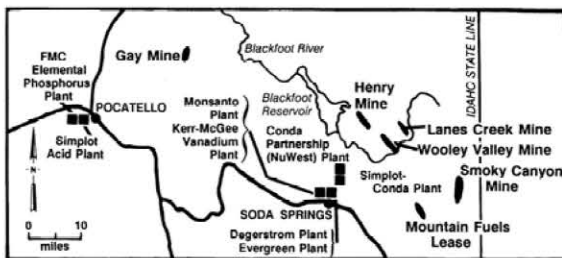 FMC
Elemental
Phosphorus
Plant
Gay Mine
POCATELLO
Simplot
Acid Plant
N
0 10
miles
Blackfoot River
Blackfoot
Reservoir
Monsanto
Plant
Kerr-McGee
Vanadium
Plant
Conda
Partnership
(NuWest) Plant
Henry
Mine
IDAHO STATE LINE
Lanes Creek Mine
Wooley Valley Mine
Simplot-
Conda Plant
Smoky Canyon
Mine
SODA SPRINGS
Degerstrom Plant
Evergreen Plant
Mountain Fuels
Lease